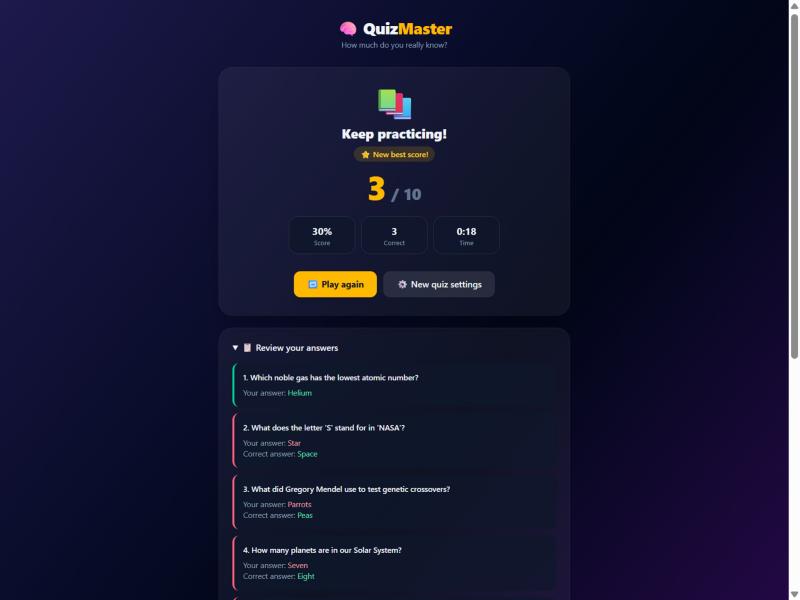 QuizMaster
How much do you really know?
Keep practicing!
New best score!
3 / 10
30%
Score
3
Correct
0:18
Time
Play again
New quiz settings
▼ Review your answers
1. Which noble gas has the lowest atomic number?
Your answer: Helium
2. What does the letter 'S' stand for in 'NASA'?
Your answer: Star
Correct answer: Space
3. What did Gregory Mendel use to test genetic crossovers?
Your answer: Parrots
Correct answer: Peas
4. How many planets are in our Solar System?
Your answer: Seven
Correct answer: Eight